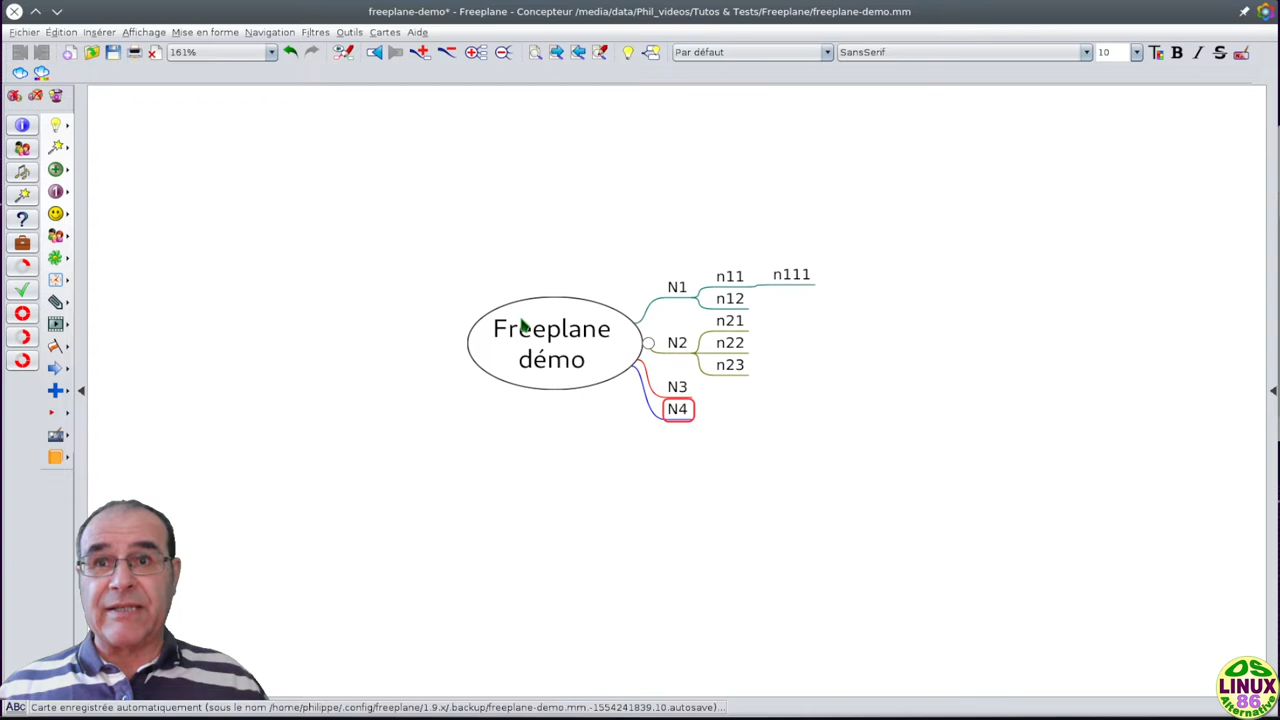 freeplane-demo* - Freeplane - Concepteur /media/data/Phil_videos/Tutos & Tests/Freeplane/freeplane-demo.mm
Fichier Édition Insérer Affichage Mise en forme Navigation Filtres Outils Cartes Aide
161% Par défaut SansSerif 10
Freeplane
démo
N1
n11
n111
n12
N2
n21
n22
n23
N3
N4
ABc Carte enregistrée automatiquement (sous le nom /home/philippe/.config/freeplane/1.9.x/.backup/freeplane-demo.mm.-1554241839.10.autosave)...
OS
LINUX
86
Alternative